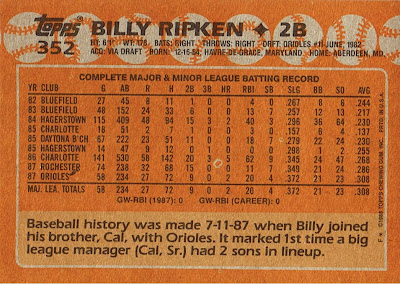 Topps BILLY RIPKEN 2B
352 HT: 6'1" WT: 178 BATS: RIGHT THROWS: RIGHT DRFT: ORIOLES #11-JUNE, 1982
ACQ: VIA DRAFT BORN: 12-16-64, HAVRE DE GRACE, MARYLAND HOME: ABERDEEN, MD.
COMPLETE MAJOR & MINOR LEAGUE BATTING RECORD
YR CLUB G AB R H 2B 3B HR RBI SB SLG BB SO AVG
82 BLUEFIELD 27 45 8 11 1 0 0 4 0 .267 8 6 .244
83 BLUEFIELD 48 152 24 33 6 0 0 13 7 12 13 .217
84 HAGERSTOWN 115 409 48 94 15 3 2 40 3 .296 36 64 .230
85 CHARLOTTE 18 51 2 7 1 0 0 3 0 .157 6 4 .137
85 DAYTONA B'CH 67 222 23 51 11 0 0 18 7 22 24 .230
85 HAGERSTOWN 14 47 9 12 0 1 0 0 2 .298 1 2 .255
86 CHARLOTTE 141 530 58 142 20 3 5 62 9 24 47 .268
87 ROCHESTER 74 238 32 68 15 0 0 11 7 .349 21 24 .286
87 ORIOLES 58 234 27 72 9 0 2 20 4 .372 21 23 .308
MAJ. LEA. TOTALS 58 234 27 72 9 0 2 20 4 .372 21 23 .308
GW-RBI (1987): 0 GW-RBI (CAREER): 0
Baseball history was made 7-11-87 when Billy joined
his brother, Cal, with Orioles. It marked 1st time a big
league manager (Cal, Sr.) had 2 sons in lineup.
PRTD. IN U.S.A.
© 1988 TOPPS CHEWING GUM, INC.